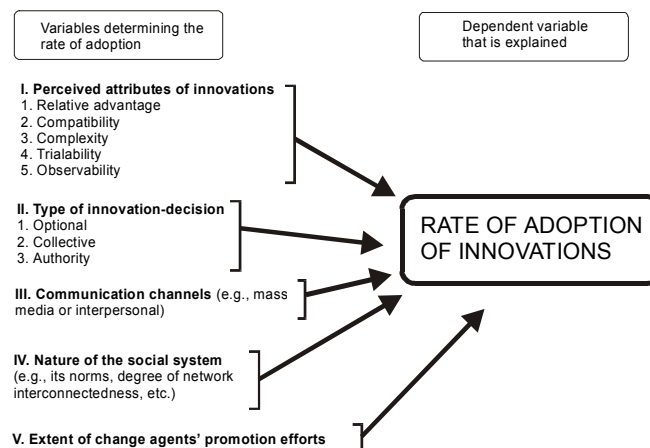 Variables determining the
rate of adoption
Dependent variable
that is explained
I. Perceived attributes of innovations
1. Relative advantage
2. Compatibility
3. Complexity
4. Trialability
5. Observability
II. Type of innovation-decision
1. Optional
2. Collective
3. Authority
III. Communication channels (e.g., mass
media or interpersonal)
IV. Nature of the social system
(e.g., its norms, degree of network
interconnectedness, etc.)
V. Extent of change agents' promotion efforts
RATE OF ADOPTION
OF INNOVATIONS